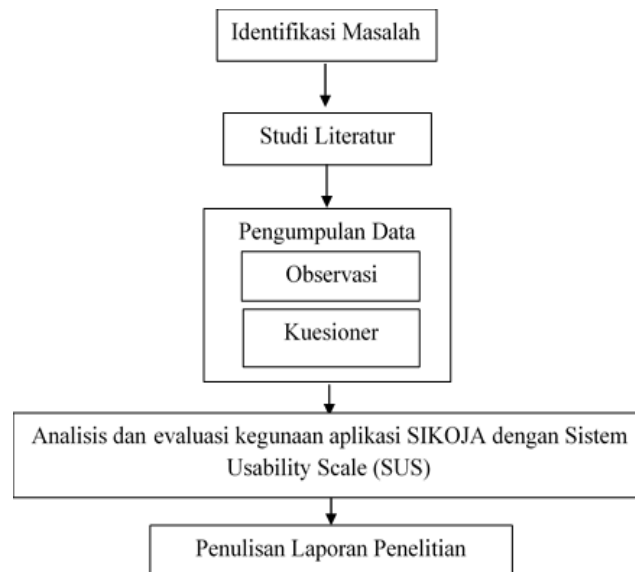 Identifikasi Masalah
Studi Literatur
Pengumpulan Data
Observasi
Kuesioner
Analisis dan evaluasi kegunaan aplikasi SIKOJA dengan Sistem
Usability Scale (SUS)
Penulisan Laporan Penelitian